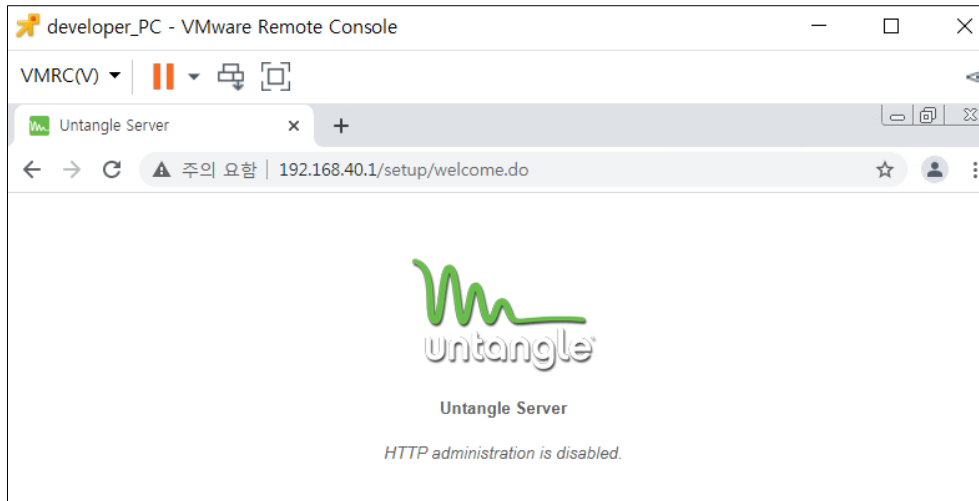 developer_PC - VMware Remote Console
VMRC(V)
Untangle Server
주의 요함 | 192.168.40.1/setup/welcome.do
untangle
Untangle Server
HTTP administration is disabled.